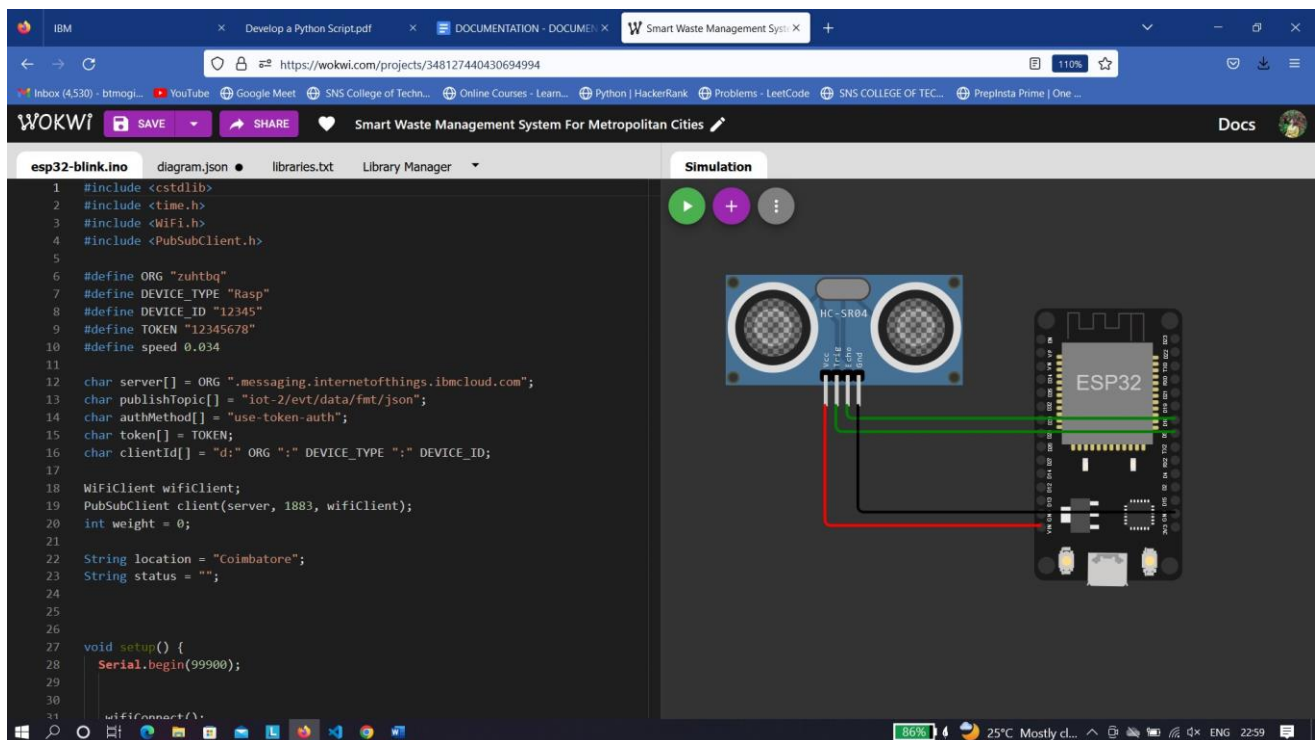 IBM
Develop a Python Script.pdf
DOCUMENTATION - DOCUMEN
Smart Waste Management Syst
https://wokwi.com/projects/348127440430694994
110%
Inbox (4,530) - btmogi...
YouTube
Google Meet
SNS College of Techn...
Online Courses - Learn...
Python | HackerRank
Problems - LeetCode
SNS COLLEGE OF TEC...
PrepInsta Prime | One ...
WOKWI
SAVE
SHARE
Smart Waste Management System For Metropolitan Cities
Docs
esp32-blink.ino
diagram.json
libraries.txt
Library Manager
Simulation
1 #include <cstdlib>
2 #include <time.h>
3 #include <WiFi.h>
4 #include <PubSubClient.h>
5
6 #define ORG "zuhtbq"
7 #define DEVICE_TYPE "Rasp"
8 #define DEVICE_ID "12345"
9 #define TOKEN "12345678"
10 #define speed 0.034
11
12 char server[] = ORG ".messaging.internetofthings.ibmcloud.com";
13 char publishTopic[] = "iot-2/evt/data/fmt/json";
14 char authMethod[] = "use-token-auth";
15 char token[] = TOKEN;
16 char clientId[] = "d:" ORG ":" DEVICE_TYPE ":" DEVICE_ID;
17
18 WiFiClient wifiClient;
19 PubSubClient client(server, 1883, wifiClient);
20 int weight = 0;
21
22 String location = "Coimbatore";
23 String status = "";
24
25
26
27 void setup() {
28 Serial.begin(99900);
29
30
31 wifiConnect();
HC-SR04
Vcc
Trig
Echo
Gnd
ESP32
86%
25°C Mostly cl...
ENG
22:59